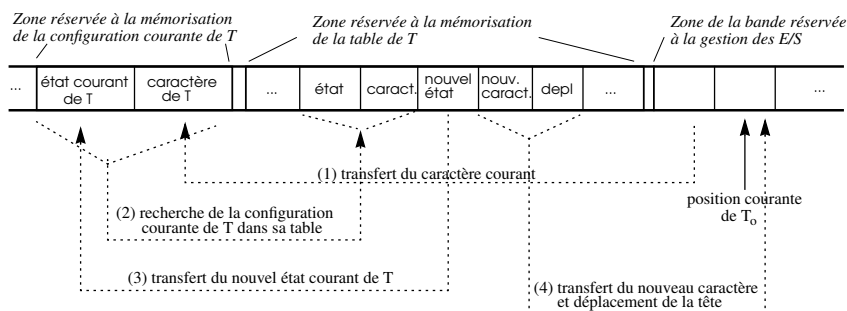 Zone réservée à la mémorisation
de la configuration courante de T
Zone réservée à la mémorisation
de la table de T
Zone de la bande réservée
à la gestion des E/S
...
état courant
de T
caractère
de T
...
état
caract.
nouvel
état
nouv.
caract.
depl
...
...
(1) transfert du caractère courant
position courante
de To
(2) recherche de la configuration
courante de T dans sa table
(3) transfert du nouvel état courant de T
(4) transfert du nouveau caractère
et déplacement de la tête